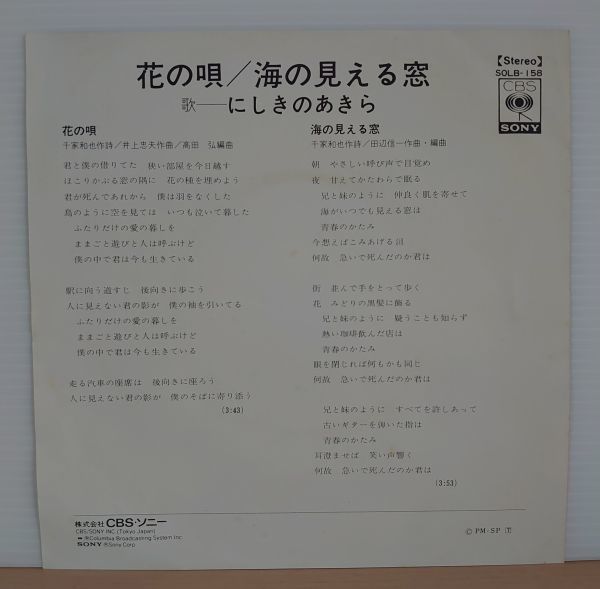 【Stereo】
SOLB-158
CBS
SONY
花の唄/海の見える窓
歌──にしきのあきら
花の唄
千家和也作詩/井上忠夫作曲/高田 弘編曲
君と僕の借りてた 狭い部屋を今日越す
ほこりかぶる窓の隅に 花の種を埋めよう
君が死んであれから 僕は羽をなくした
鳥のように空を見ては いつも泣いて暮した
ふたりだけの愛の暮しを
ままごと遊びと人は呼ぶけど
僕の中で君は今も生きている
駅に向う道すじ 後向きに歩こう
人に見えない君の影が 僕の袖を引いてる
ふたりだけの愛の暮しを
ままごと遊びと人は呼ぶけど
僕の中で君は今も生きている
走る汽車の座席は 後向きに座ろう
人に見えない君の影が 僕のそばに寄り添う
(3:43)
海の見える窓
千家和也作詩/田辺信一作曲・編曲
朝 やさしい呼び声で目覚め
夜 甘えてかたわらで眠る
兄と妹のように 仲良く肌を寄せて
海がいつでも見える窓は
青春のかたみ
今想えばこみあげる涙
何故 急いで死んだのか君は
街 並んで手をとって歩く
花 みどりの黒髪に飾る
兄と妹のように 疑うことも知らず
熱い珈琲飲んだ店は
青春のかたみ
眼を閉じれば何もかも同じ
何故 急いで死んだのか君は
兄と妹のように すべてを許しあって
古いギターを弾いた指は
青春のかたみ
耳澄ませば 笑い声響く
何故 急いで死んだのか君は
(3:53)
株式会社 CBS・ソニー
CBS/SONY INC.(Tokyo Japan)
®Columbia Broadcasting System Inc.
SONY ®Sony Corp
Ⓒ PM・SP Ⓣ